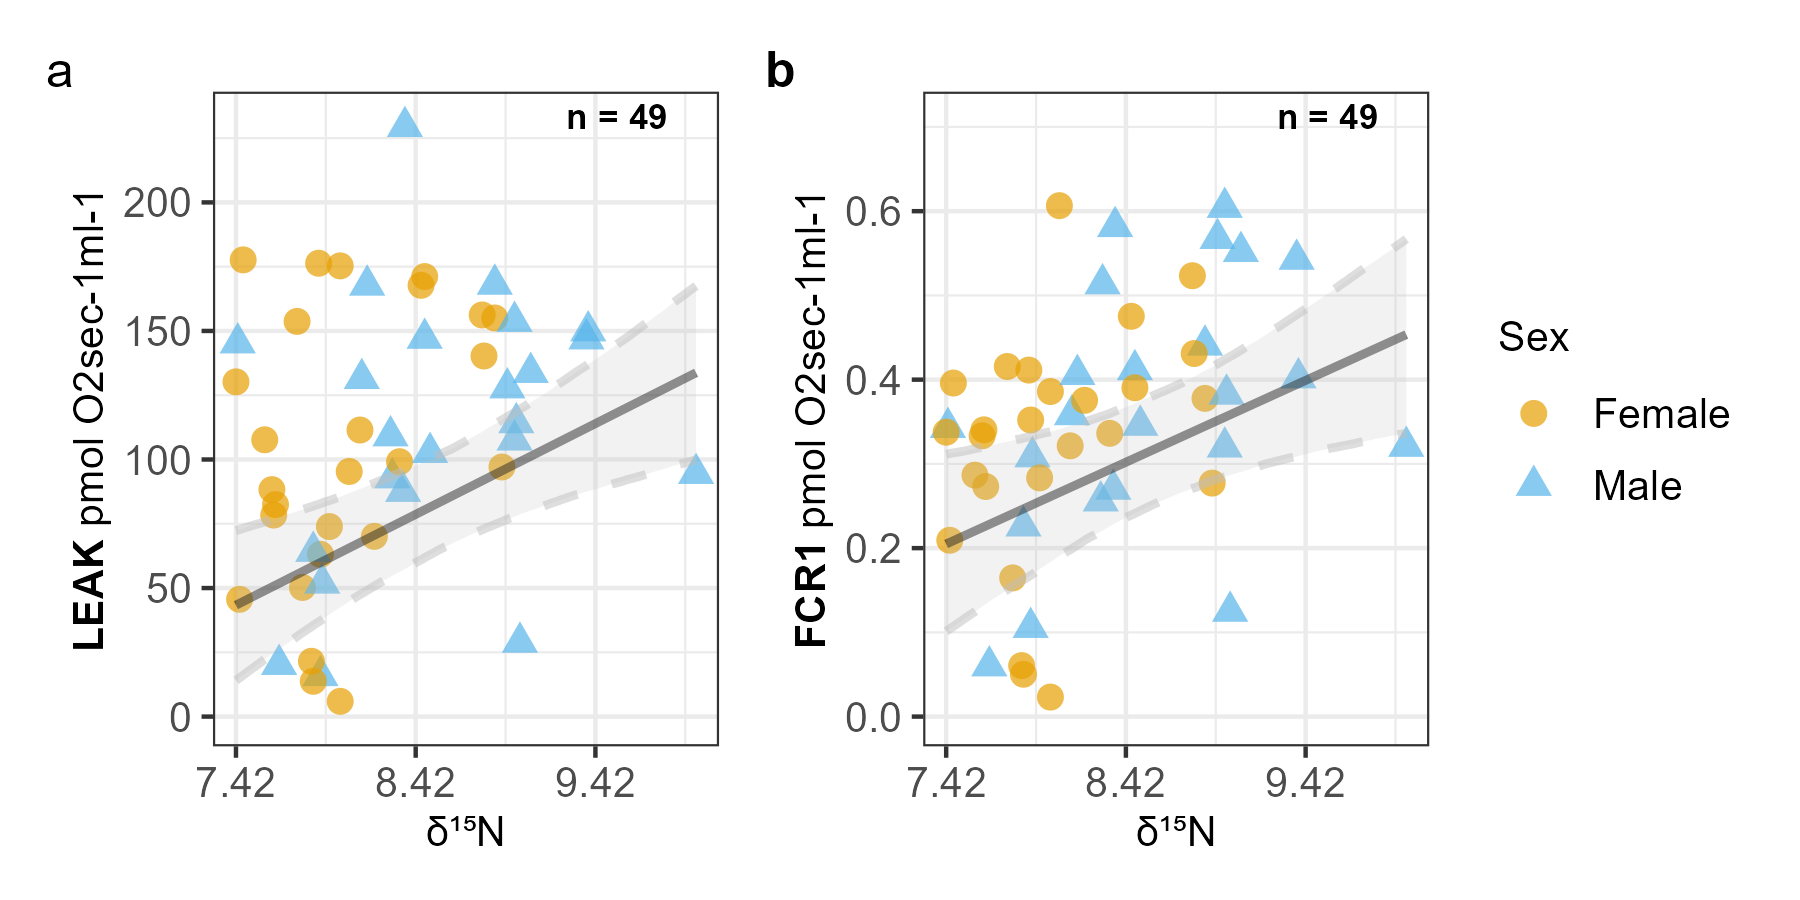 a
n = 49
LEAK pmol O2sec-1ml-1
200
150
100
50
0
7.42 8.42 9.42
δ¹⁵N
b
n = 49
FCR1 pmol O2sec-1ml-1
0.6
0.4
0.2
0.0
7.42 8.42 9.42
δ¹⁵N
Sex
Female
Male